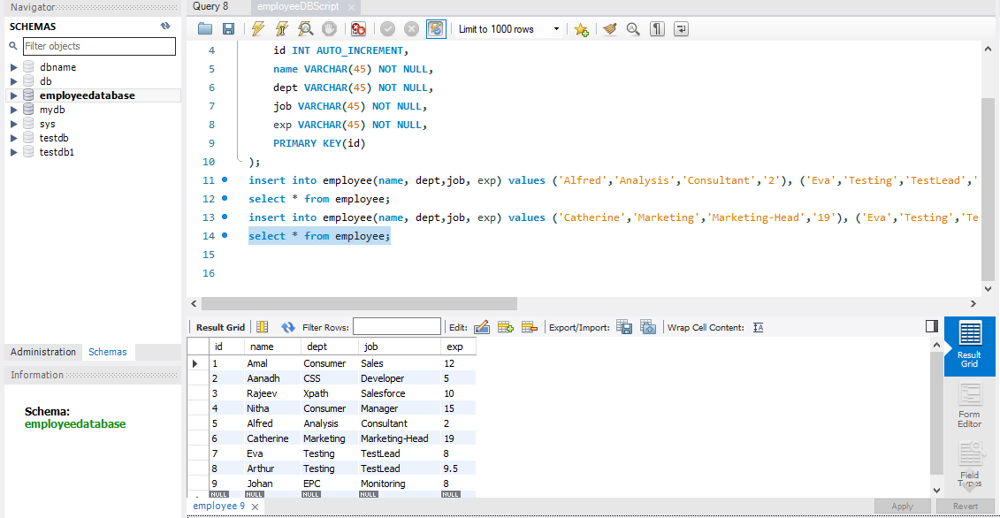 Navigator
SCHEMAS
Filter objects
dbname
db
employeedatabase
mydb
sys
testdb
testdb1
Administration Schemas
Information
Schema:
employeedatabase
Query 8 employeeDBScript
Limit to 1000 rows
4 id INT AUTO_INCREMENT,
5 name VARCHAR(45) NOT NULL,
6 dept VARCHAR(45) NOT NULL,
7 job VARCHAR(45) NOT NULL,
8 exp VARCHAR(45) NOT NULL,
9 PRIMARY KEY(id)
10 );
11 insert into employee(name, dept,job, exp) values ('Alfred','Analysis','Consultant','2'), ('Eva','Testing','TestLead','
12 select * from employee;
13 insert into employee(name, dept,job, exp) values ('Catherine','Marketing','Marketing-Head','19'), ('Eva','Testing','Te
14 select * from employee;
15
16
Result Grid Filter Rows: Edit: Export/Import: Wrap Cell Content: IA
id name dept job exp
1 Amal Consumer Sales 12
2 Aanadh CSS Developer 5
3 Rajeev Xpath Salesforce 10
4 Nitha Consumer Manager 15
5 Alfred Analysis Consultant 2
6 Catherine Marketing Marketing-Head 19
7 Eva Testing TestLead 8
8 Arthur Testing TestLead 9.5
9 Johan EPC Monitoring 8
NULL NULL NULL NULL NULL
Result
Grid
Form
Editor
Field
Types
employee 9
Apply Revert